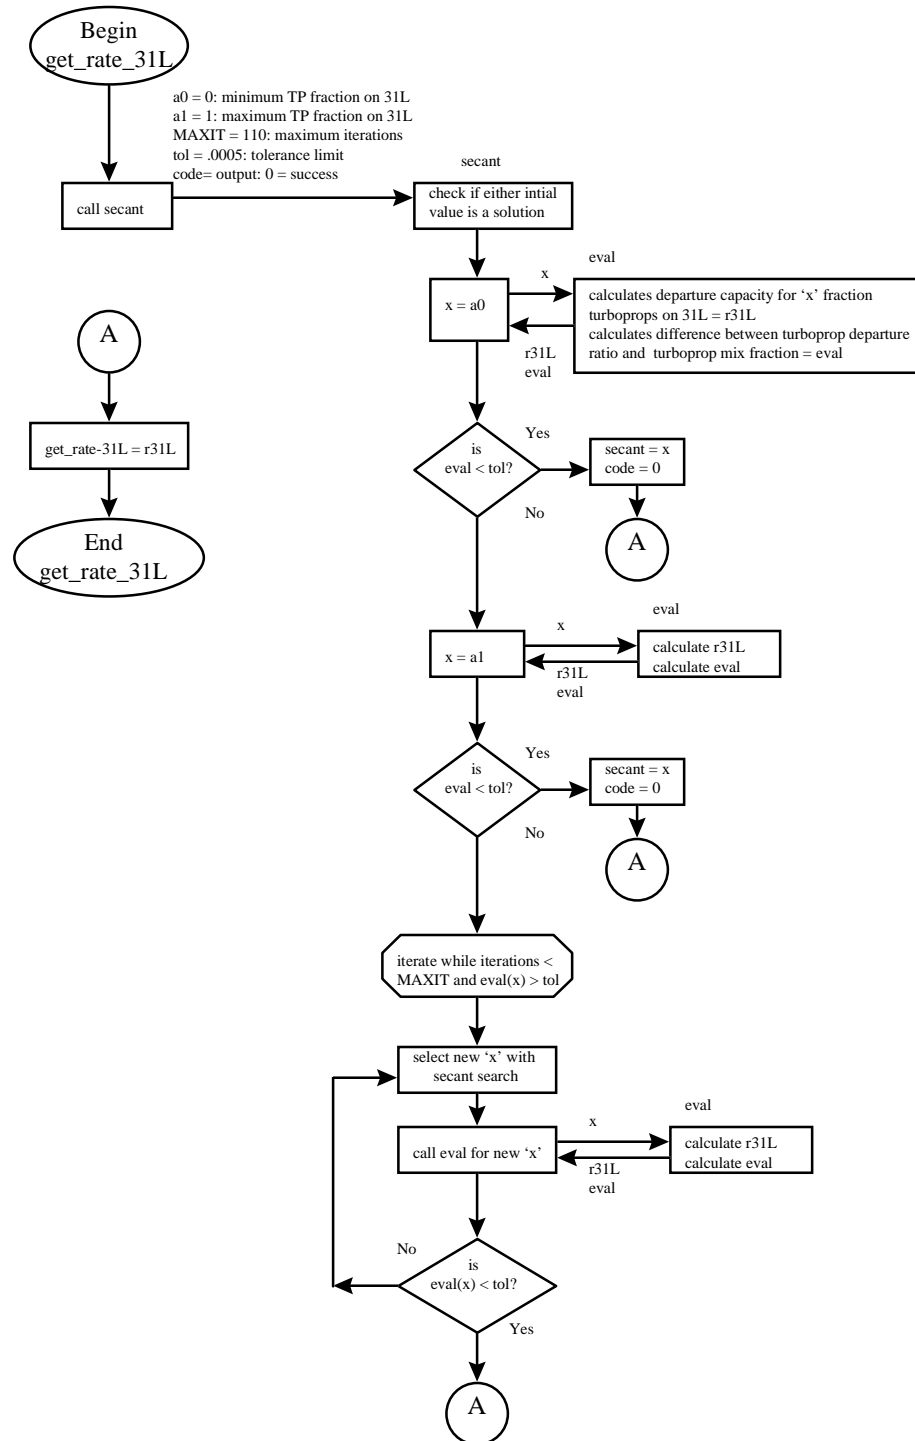 Begin
get_rate_31L
a0 = 0: minimum TP fraction on 31L
a1 = 1: maximum TP fraction on 31L
MAXIT = 110: maximum iterations
tol = .0005: tolerance limit
code= output: 0 = success
call secant
secant
check if either intial
value is a solution
eval
x
x = a0
calculates departure capacity for ‘x’ fraction
turboprops on 31L = r31L
calculates difference between turboprop departure
ratio and turboprop mix fraction = eval
r31L
eval
A
get_rate-31L = r31L
End
get_rate_31L
is
eval < tol?
Yes
secant = x
code = 0
No
A
eval
x
x = a1
calculate r31L
calculate eval
r31L
eval
is
eval < tol?
Yes
secant = x
code = 0
No
A
iterate while iterations <
MAXIT and eval(x) > tol
select new ‘x’ with
secant search
eval
x
call eval for new ‘x’
calculate r31L
calculate eval
r31L
eval
No
is
eval(x) < tol?
Yes
A